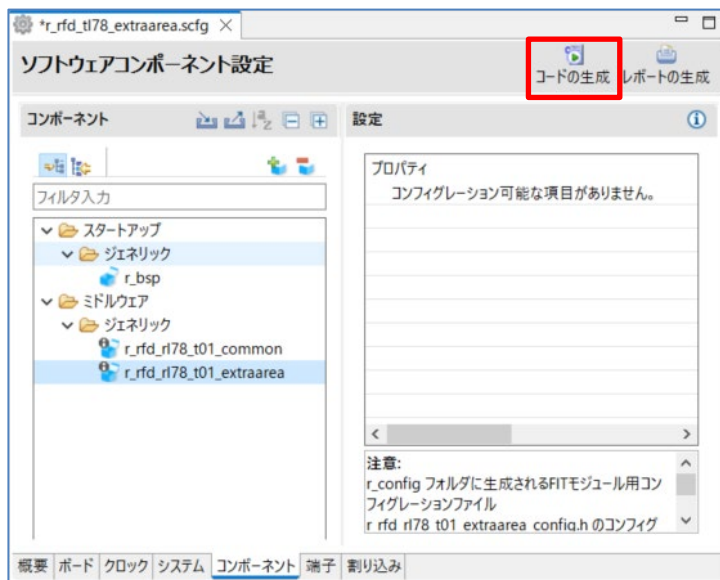 *r_rfd_tl78_extraarea.scfg
ソフトウェアコンポーネント設定
コードの生成
レポートの生成
コンポーネント
設定
フィルタ入力
スタートアップ
ジェネリック
r_bsp
ミドルウェア
ジェネリック
r_rfd_rl78_t01_common
r_rfd_rl78_t01_extraarea
プロパティ
コンフィグレーション可能な項目がありません。
注意:
r_config フォルダに生成されるFITモジュール用コン
フィグレーションファイル
r_rfd_rl78_t01_extraarea_config.h のコンフィグ
概要 ボード クロック システム コンポーネント 端子 割り込み